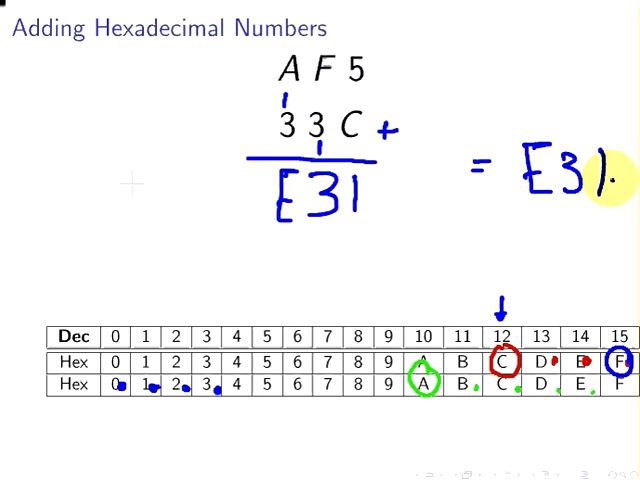 Adding Hexadecimal Numbers
A F 5
3 3 C +
E31 = E31
Dec 0 1 2 3 4 5 6 7 8 9 10 11 12 13 14 15
Hex 0 1 2 3 4 5 6 7 8 9 A B C D E F
Hex 0 1 2 3 4 5 6 7 8 9 A B C D E F